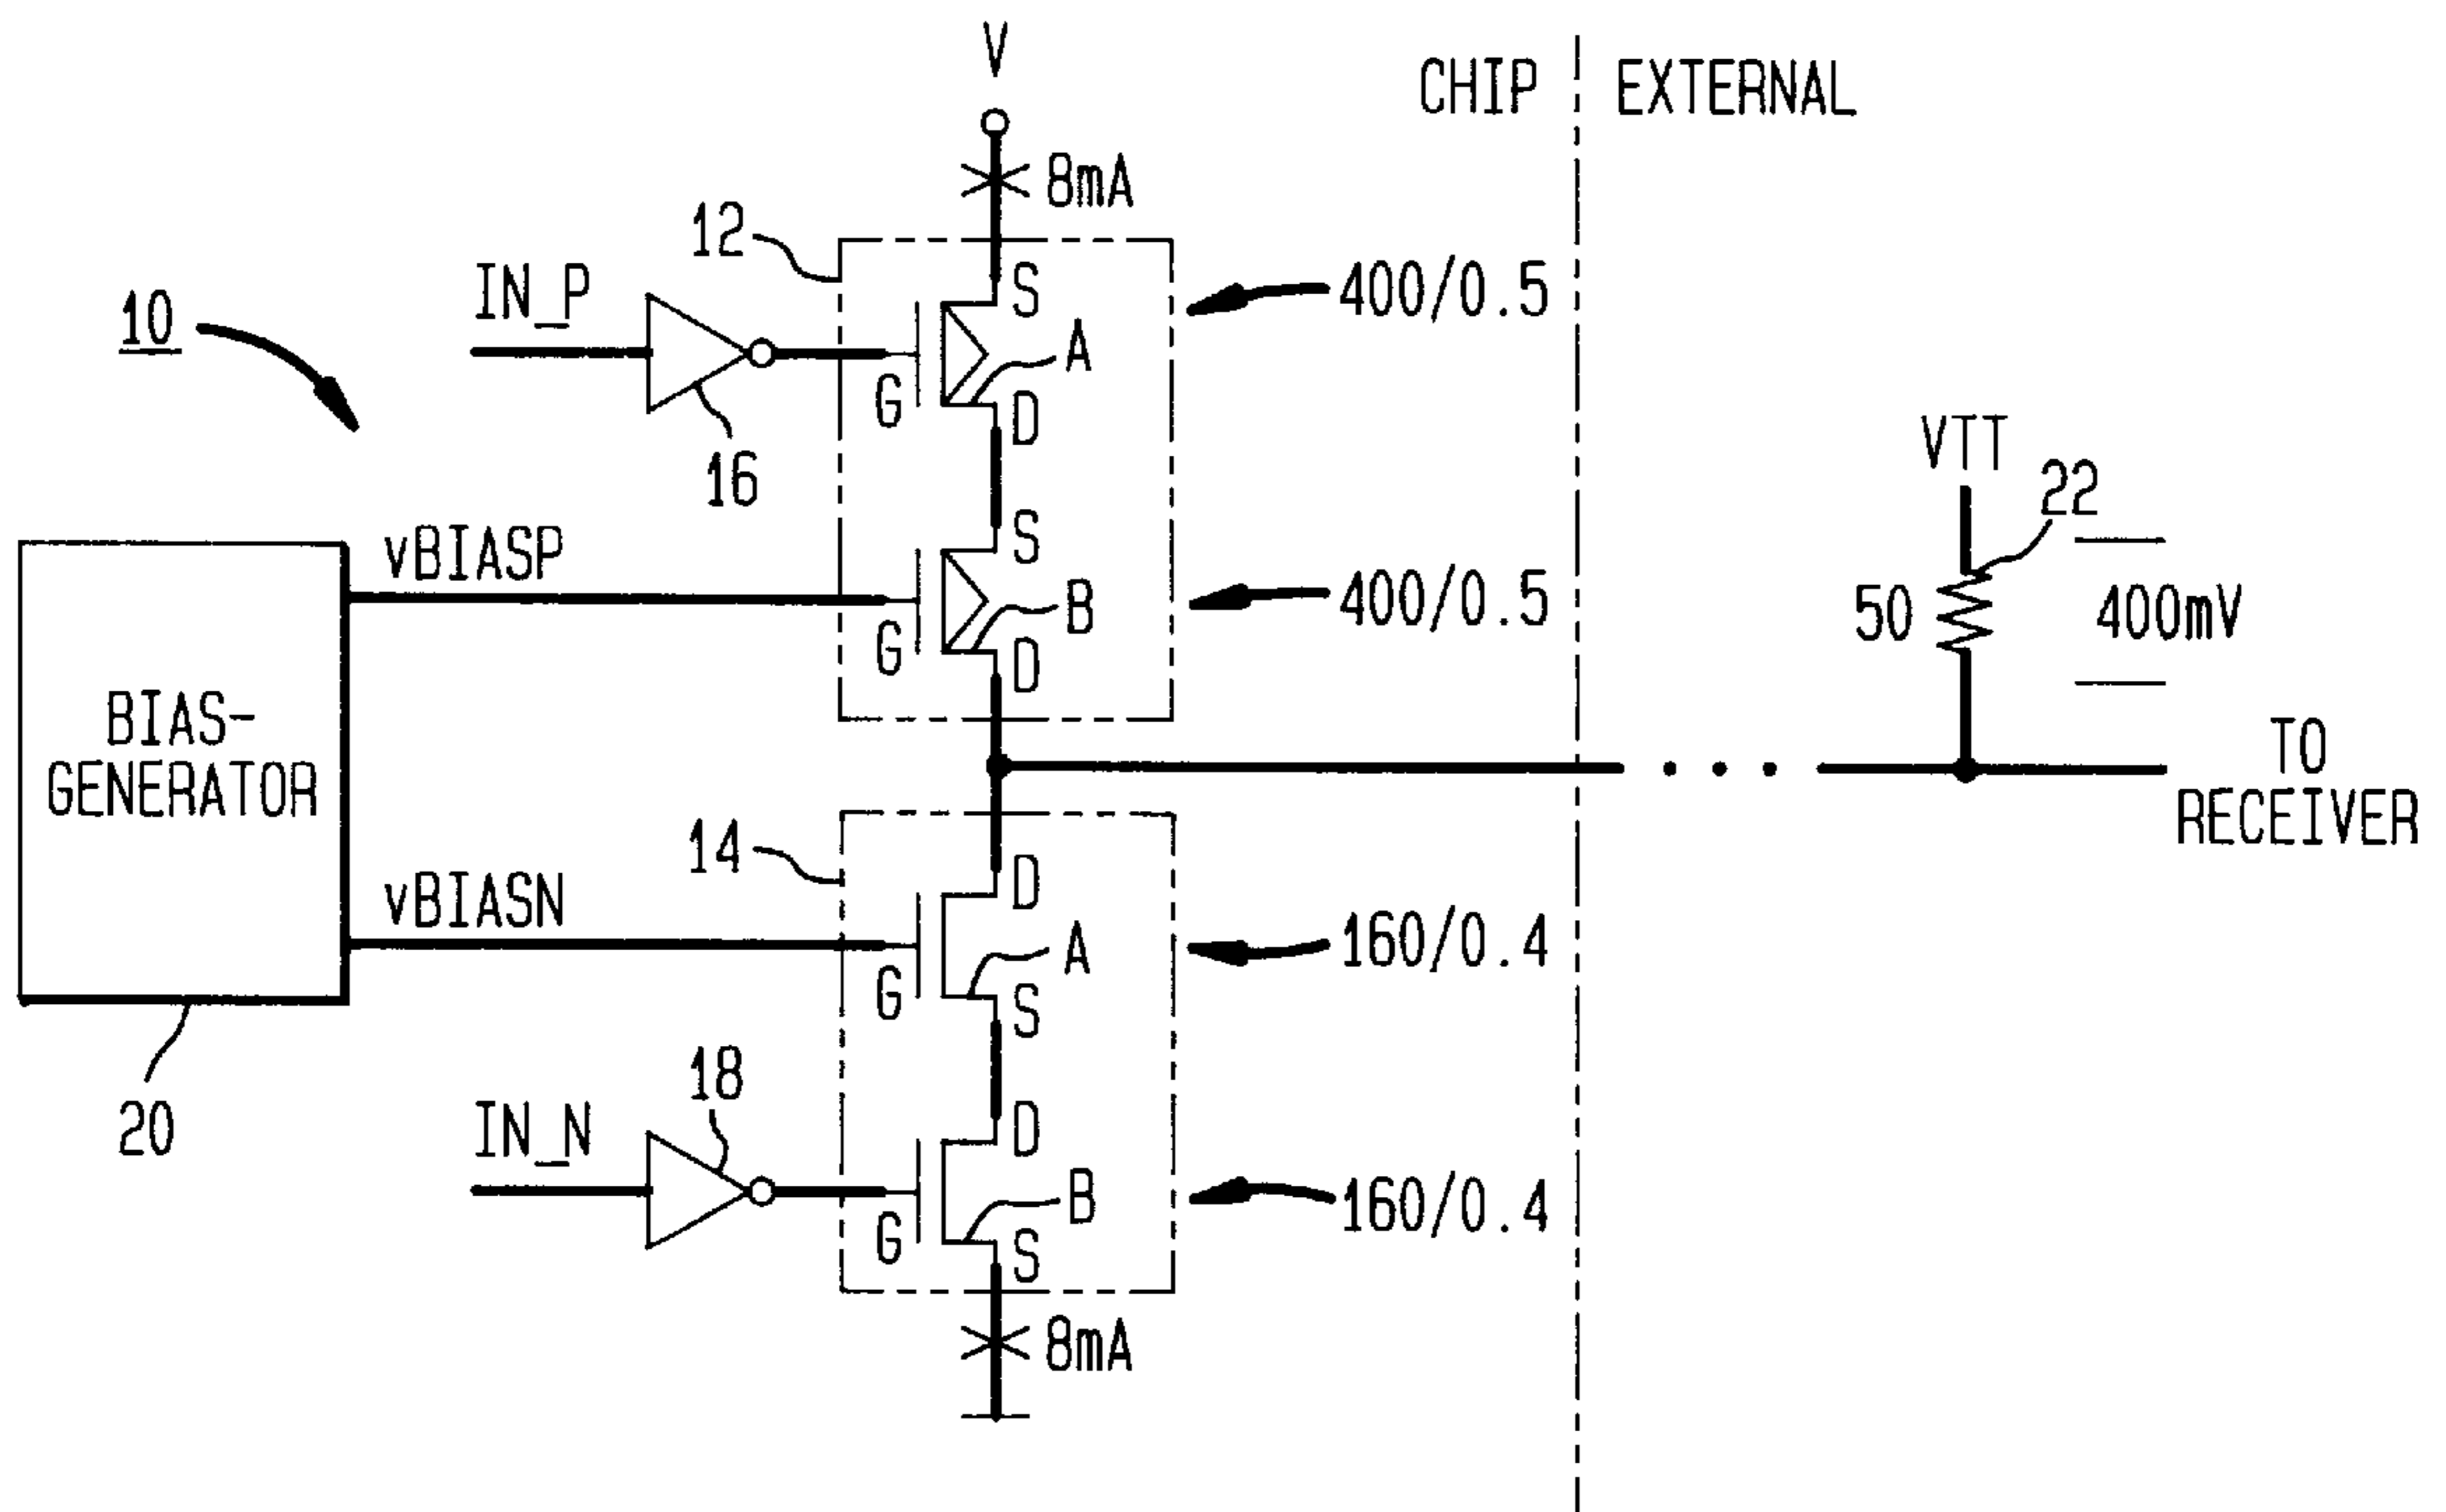 V
CHIP
EXTERNAL
8mA
12
IN_P
S
400/0.5
10
A
G
D
16
VTT
22
S
vBIASP
400/0.5
B
50
400mV
G
D
BIAS-
GENERATOR
TO
RECEIVER
14
D
vBIASN
A
160/0.4
G
S
18
IN_N
D
20
B
160/0.4
G
S
8mA